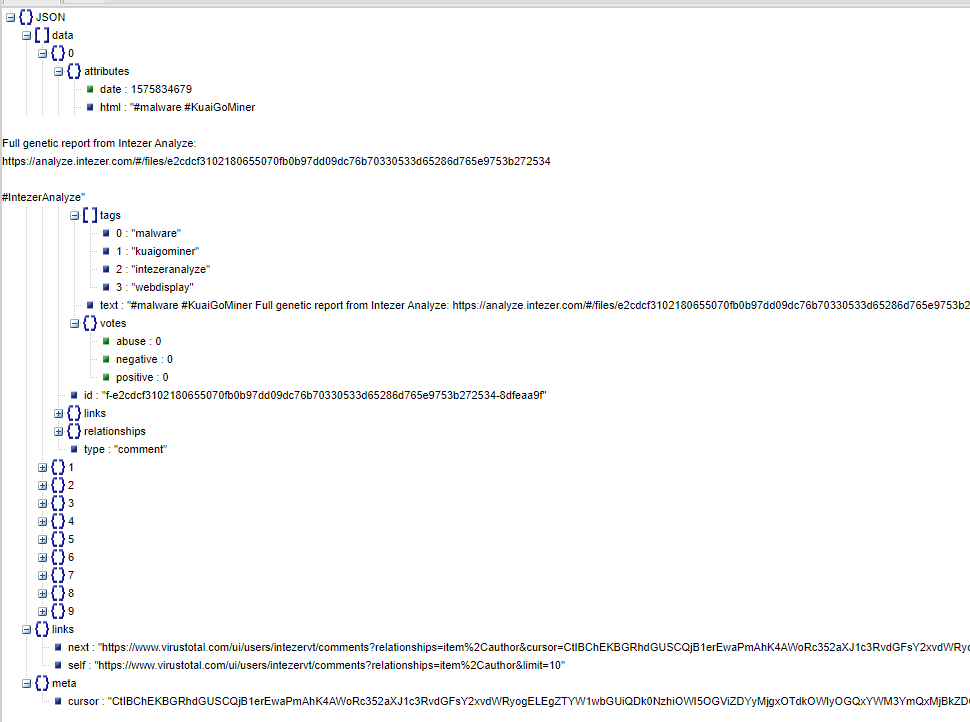 JSON
data
0
attributes
date : 1575834679
html : "#malware #KuaiGoMiner
Full genetic report from Intezer Analyze:
https://analyze.intezer.com/#/files/e2cdcf3102180655070fb0b97dd09dc76b70330533d65286d765e9753b272534
#IntezerAnalyze"
tags
0 : "malware"
1 : "kuaigominer"
2 : "intezeranalyze"
3 : "webdisplay"
text : "#malware #KuaiGoMiner Full genetic report from Intezer Analyze: https://analyze.intezer.com/#/files/e2cdcf3102180655070fb0b97dd09dc76b70330533d65286d765e9753b2
votes
abuse : 0
negative : 0
positive : 0
id : "f-e2cdcf3102180655070fb0b97dd09dc76b70330533d65286d765e9753b272534-8dfeaa9f"
links
relationships
type : "comment"
1
2
3
4
5
6
7
8
9
links
next : "https://www.virustotal.com/ui/users/intezervt/comments?relationships=item%2Cauthor&cursor=CtIBChEKBGRhdGUSCQjB1erEwaPmAhK4AWoRc352aXJ1c3RvdGFsY2xvdWRy
self : "https://www.virustotal.com/ui/users/intezervt/comments?relationships=item%2Cauthor&limit=10"
meta
cursor : "CtIBChEKBGRhdGUSCQjB1erEwaPmAhK4AWoRc352aXJ1c3RvdGFsY2xvdWRyogELEgZTYW1wbGUiQDk0NzhiOWI5OGViZDYyMjgxOTdkOWIyOGQxYWM3YmQxMjBkZD